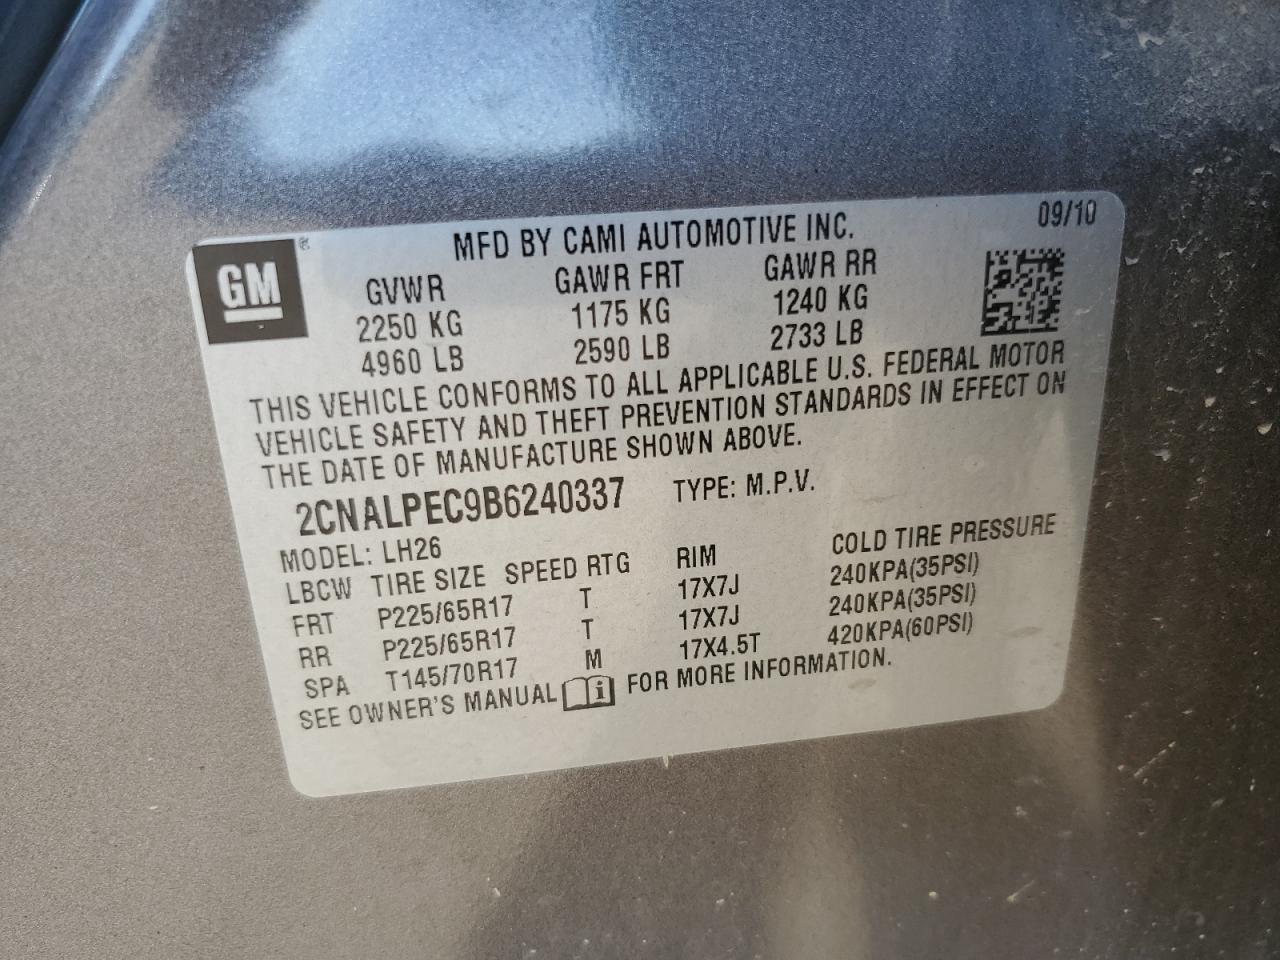 GM ®
MFD BY CAMI AUTOMOTIVE INC.
09/10
GVWR GAWR FRT GAWR RR
2250 KG 1175 KG 1240 KG
4960 LB 2590 LB 2733 LB
THIS VEHICLE CONFORMS TO ALL APPLICABLE U.S. FEDERAL MOTOR
VEHICLE SAFETY AND THEFT PREVENTION STANDARDS IN EFFECT ON
THE DATE OF MANUFACTURE SHOWN ABOVE.
2CNALPEC9B6240337 TYPE: M.P.V.
MODEL: LH26
LBCW TIRE SIZE SPEED RTG RIM COLD TIRE PRESSURE
FRT P225/65R17 T 17X7J 240KPA(35PSI)
RR P225/65R17 T 17X7J 240KPA(35PSI)
SPA T145/70R17 M 17X4.5T 420KPA(60PSI)
SEE OWNER'S MANUAL i FOR MORE INFORMATION.